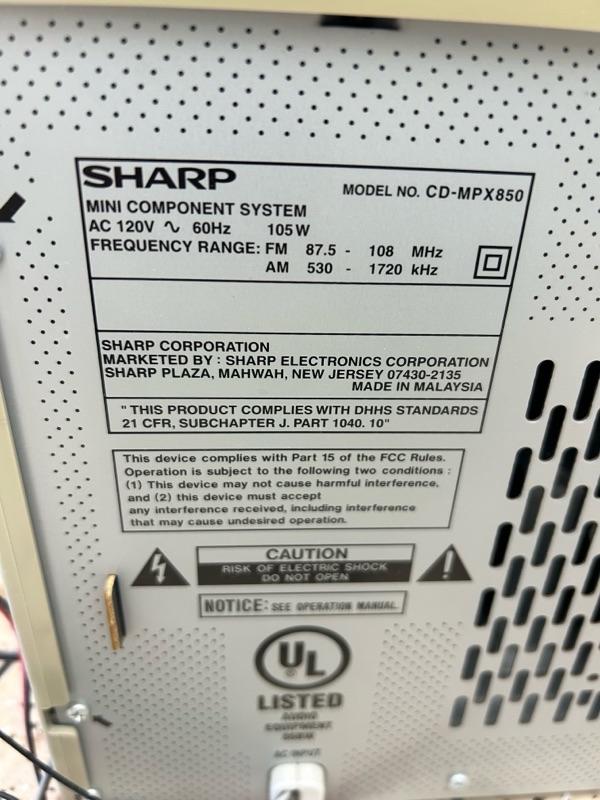 SHARP
MODEL NO. CD-MPX850
MINI COMPONENT SYSTEM
AC 120V ∿ 60Hz 105W
FREQUENCY RANGE: FM 87.5 - 108 MHz
AM 530 - 1720 kHz
SHARP CORPORATION
MARKETED BY : SHARP ELECTRONICS CORPORATION
SHARP PLAZA, MAHWAH, NEW JERSEY 07430-2135
MADE IN MALAYSIA
"THIS PRODUCT COMPLIES WITH DHHS STANDARDS
21 CFR, SUBCHAPTER J. PART 1040. 10"
This device complies with Part 15 of the FCC Rules.
Operation is subject to the following two conditions :
(1) This device may not cause harmful interference,
and (2) this device must accept
any interference received, including interference
that may cause undesired operation.
CAUTION
RISK OF ELECTRIC SHOCK
DO NOT OPEN
NOTICE: SEE OPERATION MANUAL.
UL
LISTED
AUDIO
EQUIPMENT
AC INPUT